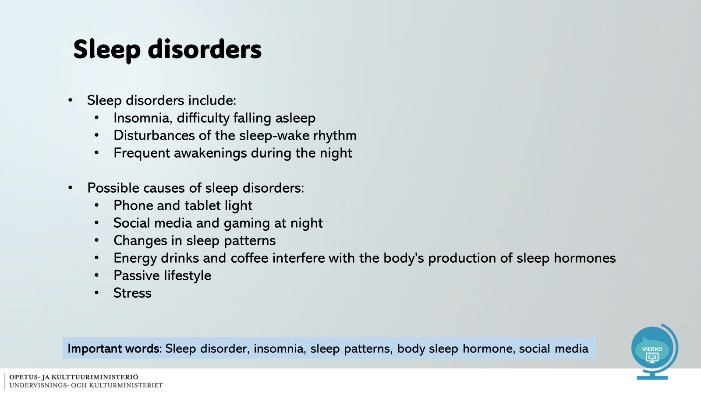 Sleep disorders
• Sleep disorders include:
• Insomnia, difficulty falling asleep
• Disturbances of the sleep-wake rhythm
• Frequent awakenings during the night
• Possible causes of sleep disorders:
• Phone and tablet light
• Social media and gaming at night
• Changes in sleep patterns
• Energy drinks and coffee interfere with the body's production of sleep hormones
• Passive lifestyle
• Stress
Important words: Sleep disorder, insomnia, sleep patterns, body sleep hormone, social media
VIERKO
OPETUS- JA KULTTUURIMINISTERIÖ
UNDERVISNINGS- OCH KULTURMINISTERIET